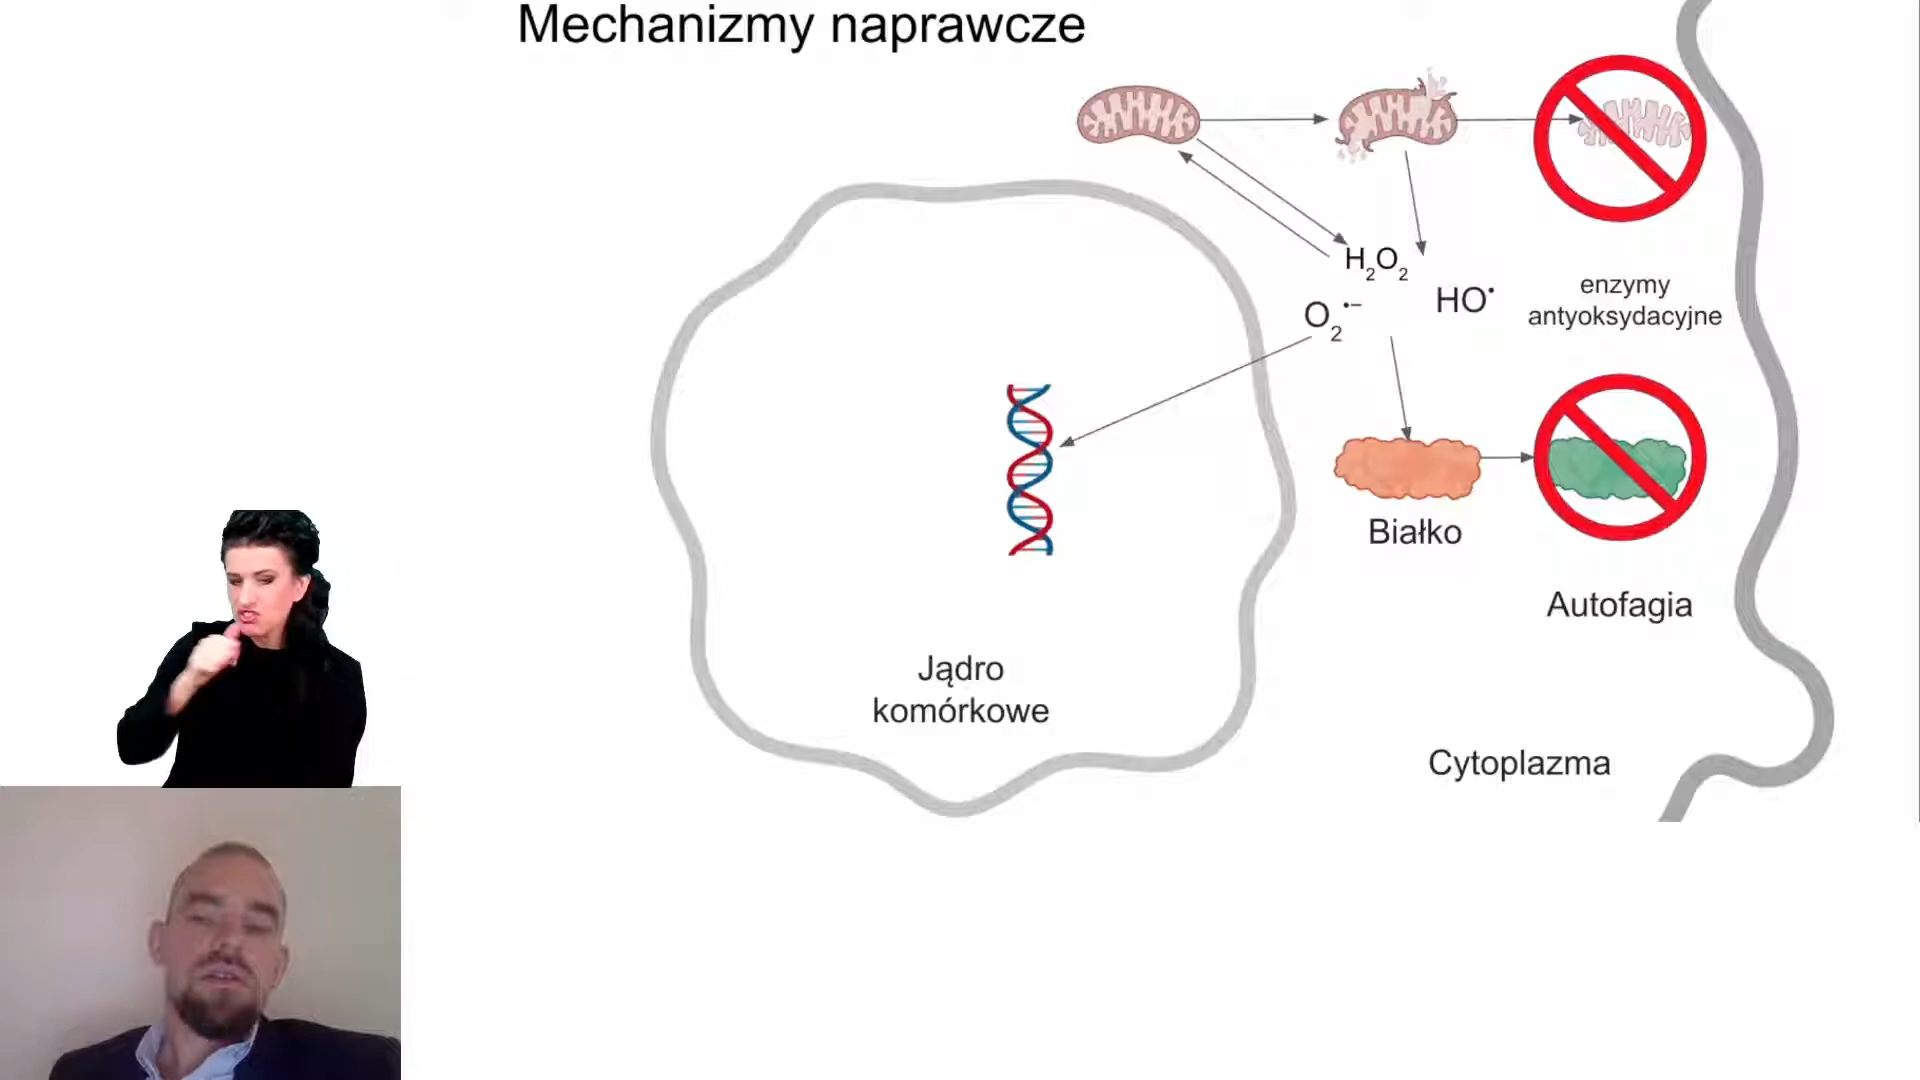 Mechanizmy naprawcze
H₂O₂
HO•
O₂•−
enzymy
antyoksydacyjne
Białko
Autofagia
Jądro
komórkowe
Cytoplazma